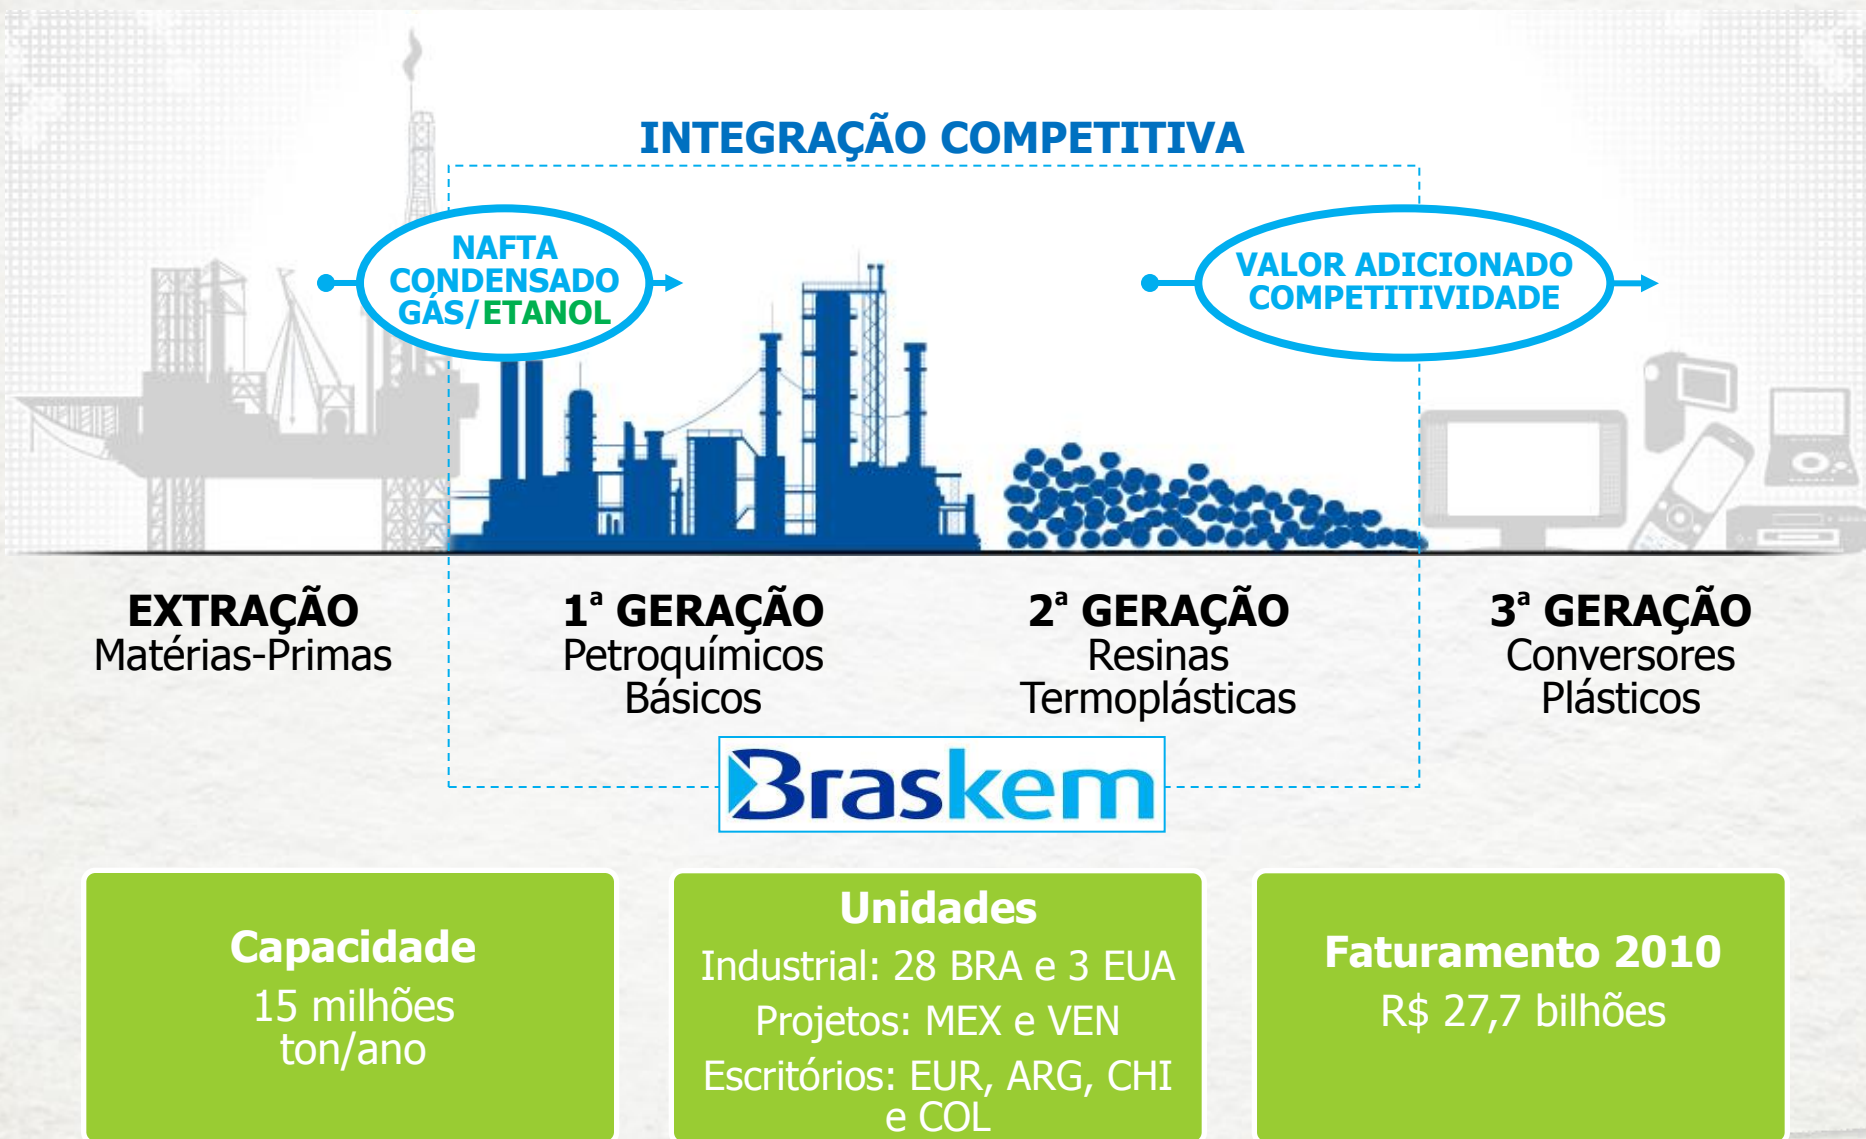 INTEGRAÇÃO COMPETITIVA
NAFTA
CONDENSADO
GÁS/ETANOL
VALOR ADICIONADO
COMPETITIVIDADE
EXTRAÇÃO
Matérias-Primas
1ª GERAÇÃO
Petroquímicos
Básicos
2ª GERAÇÃO
Resinas
Termoplásticas
3ª GERAÇÃO
Conversores
Plásticos
Braskem
Capacidade
15 milhões
ton/ano
Unidades
Industrial: 28 BRA e 3 EUA
Projetos: MEX e VEN
Escritórios: EUR, ARG, CHI
e COL
Faturamento 2010
R$ 27,7 bilhões